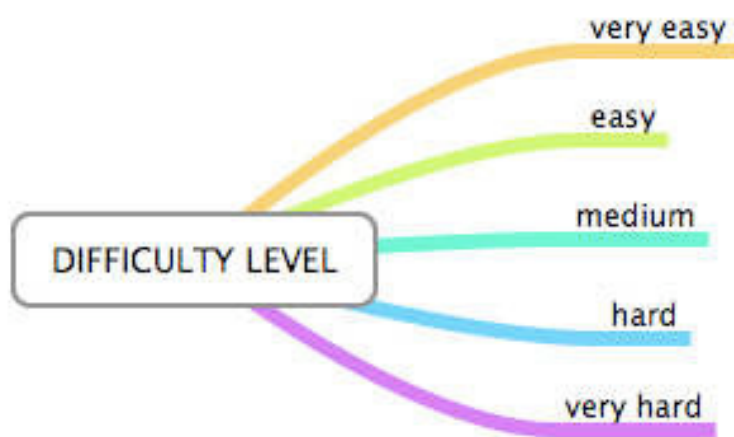 very easy
easy
medium
DIFFICULTY LEVEL
hard
very hard